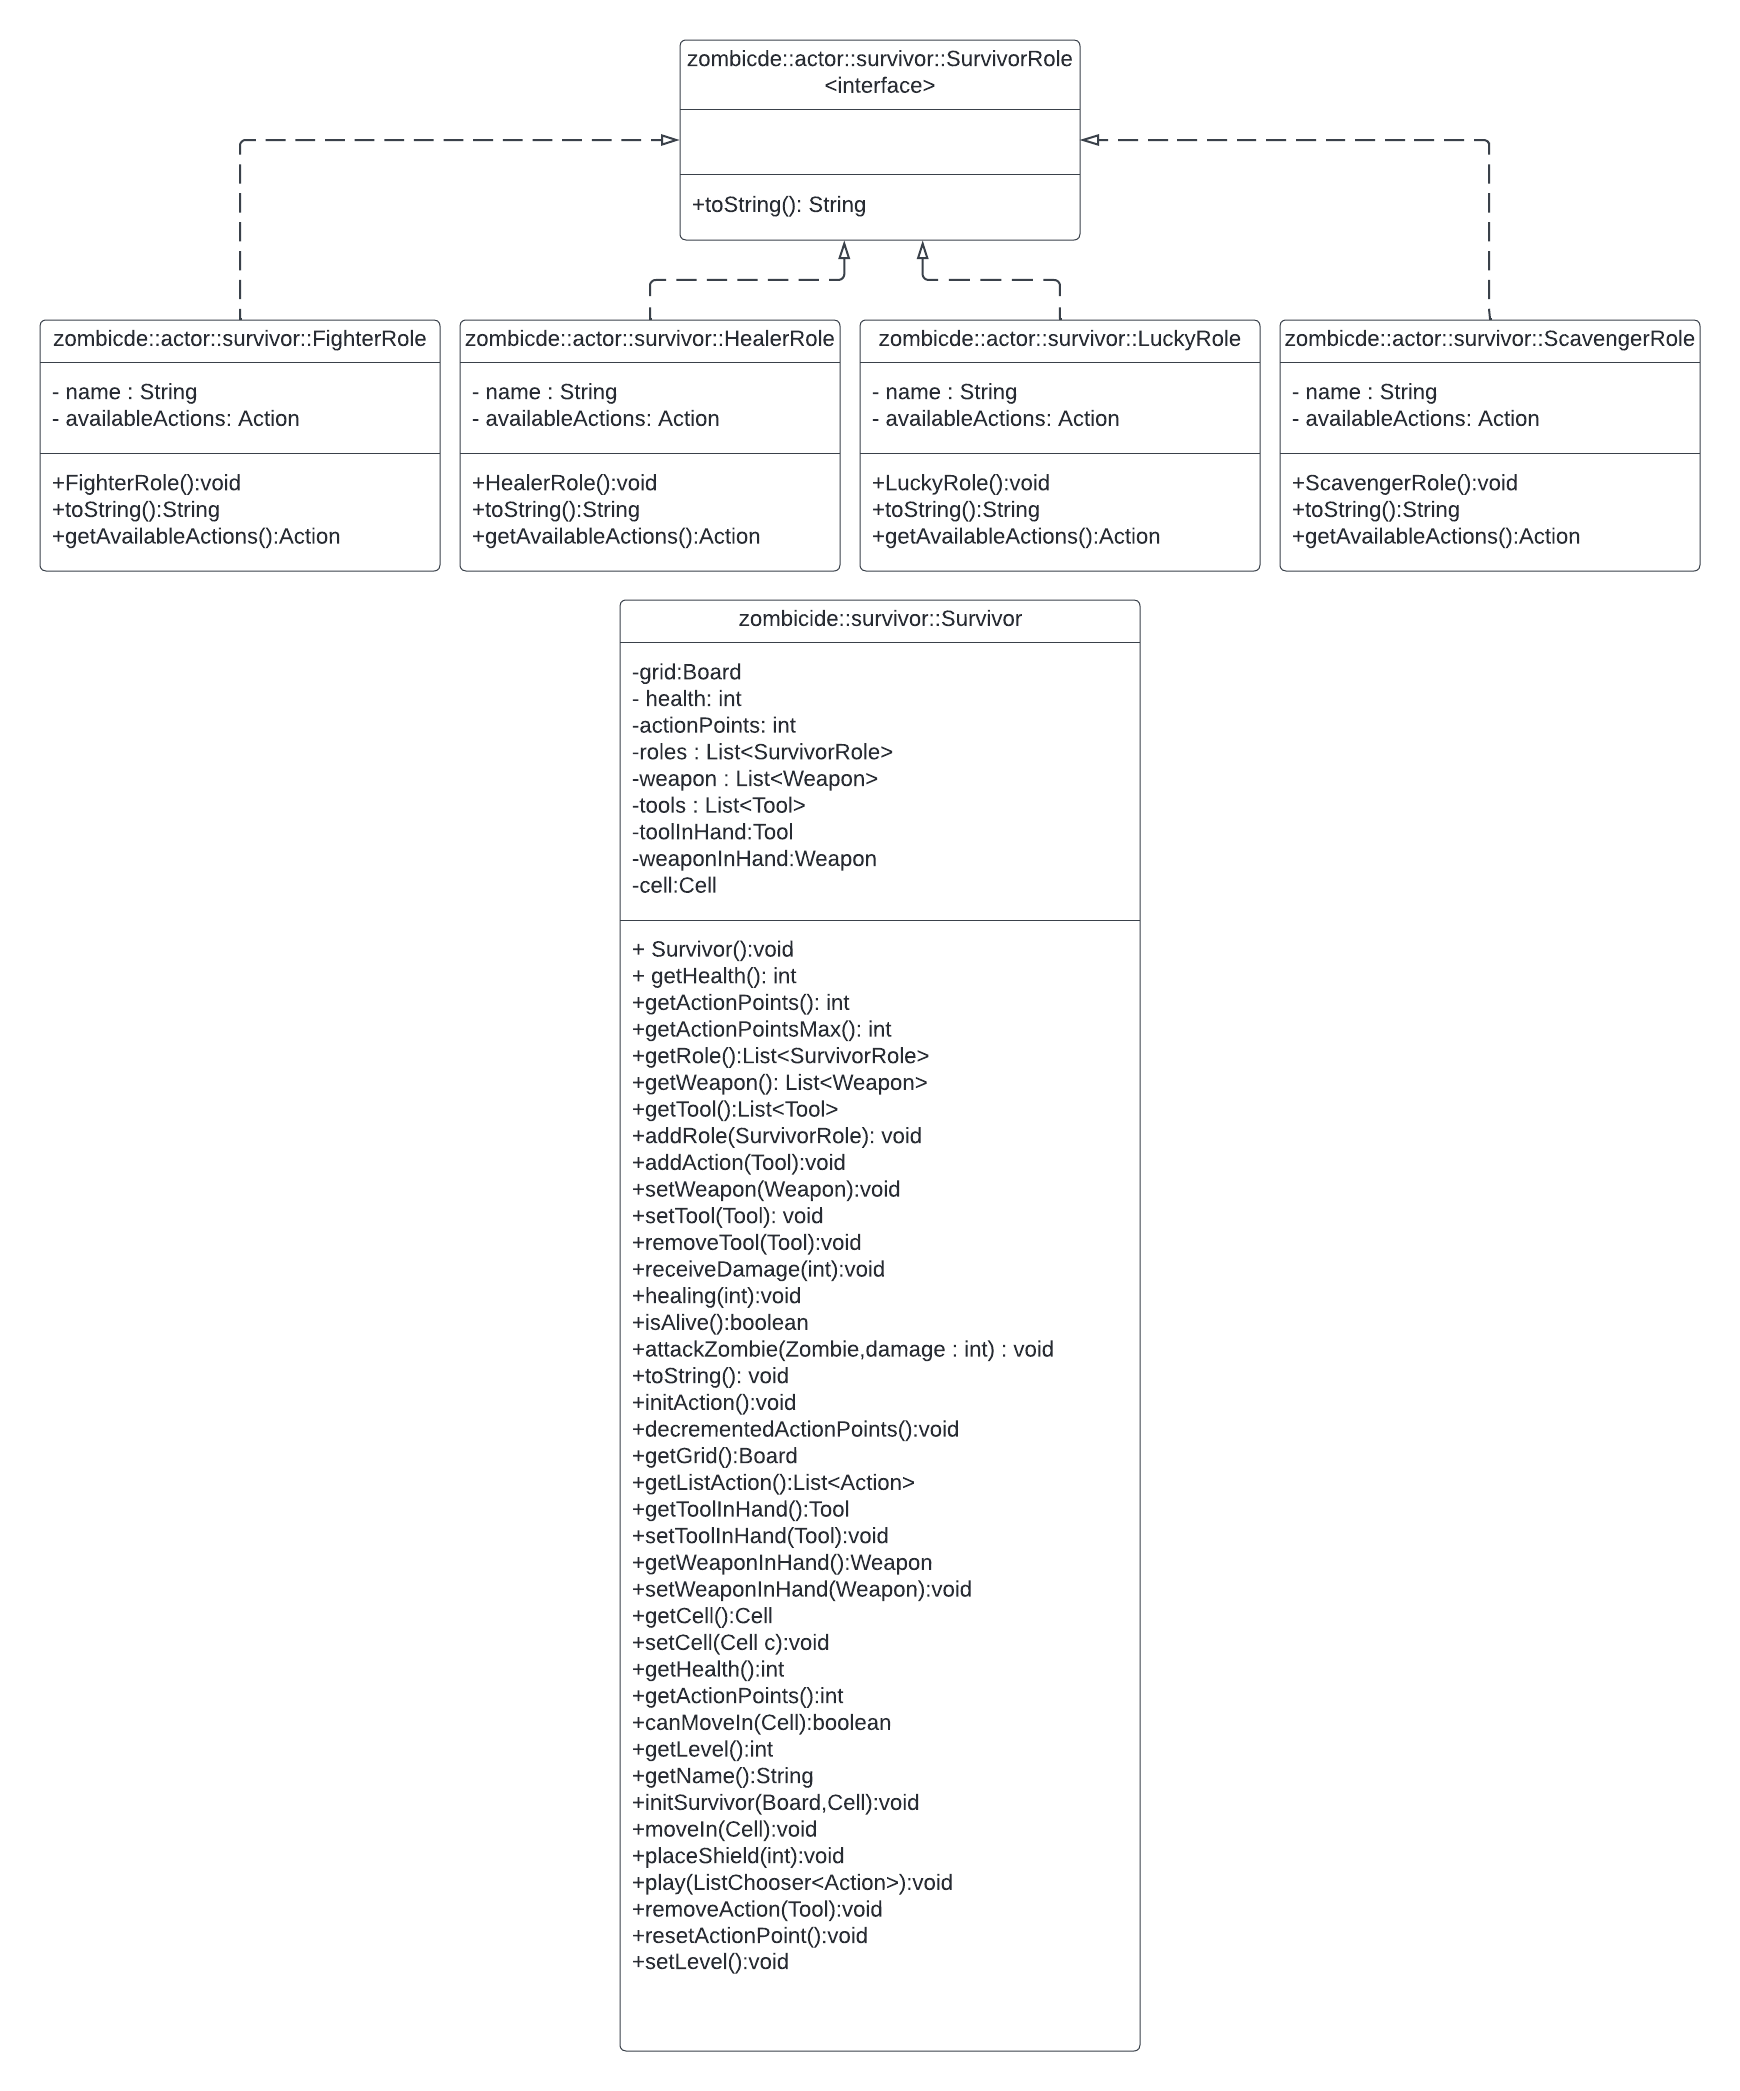 zombicde::actor::survivor::SurvivorRole
<interface>
+toString(): String
zombicde::actor::survivor::FighterRole
- name : String
- availableActions: Action
+FighterRole():void
+toString():String
+getAvailableActions():Action
zombicde::actor::survivor::HealerRole
- name : String
- availableActions: Action
+HealerRole():void
+toString():String
+getAvailableActions():Action
zombicde::actor::survivor::LuckyRole
- name : String
- availableActions: Action
+LuckyRole():void
+toString():String
+getAvailableActions():Action
zombicde::actor::survivor::ScavengerRole
- name : String
- availableActions: Action
+ScavengerRole():void
+toString():String
+getAvailableActions():Action
zombicide::survivor::Survivor
-grid:Board
- health: int
-actionPoints: int
-roles : List<SurvivorRole>
-weapon : List<Weapon>
-tools : List<Tool>
-toolInHand:Tool
-weaponInHand:Weapon
-cell:Cell
+ Survivor():void
+ getHealth(): int
+getActionPoints(): int
+getActionPointsMax(): int
+getRole():List<SurvivorRole>
+getWeapon(): List<Weapon>
+getTool():List<Tool>
+addRole(SurvivorRole): void
+addAction(Tool):void
+setWeapon(Weapon):void
+setTool(Tool): void
+removeTool(Tool):void
+receiveDamage(int):void
+healing(int):void
+isAlive():boolean
+attackZombie(Zombie,damage : int) : void
+toString(): void
+initAction():void
+decrementedActionPoints():void
+getGrid():Board
+getListAction():List<Action>
+getToolInHand():Tool
+setToolInHand(Tool):void
+getWeaponInHand():Weapon
+setWeaponInHand(Weapon):void
+getCell():Cell
+setCell(Cell c):void
+getHealth():int
+getActionPoints():int
+canMoveIn(Cell):boolean
+getLevel():int
+getName():String
+initSurvivor(Board,Cell):void
+moveIn(Cell):void
+placeShield(int):void
+play(ListChooser<Action>):void
+removeAction(Tool):void
+resetActionPoint():void
+setLevel():void